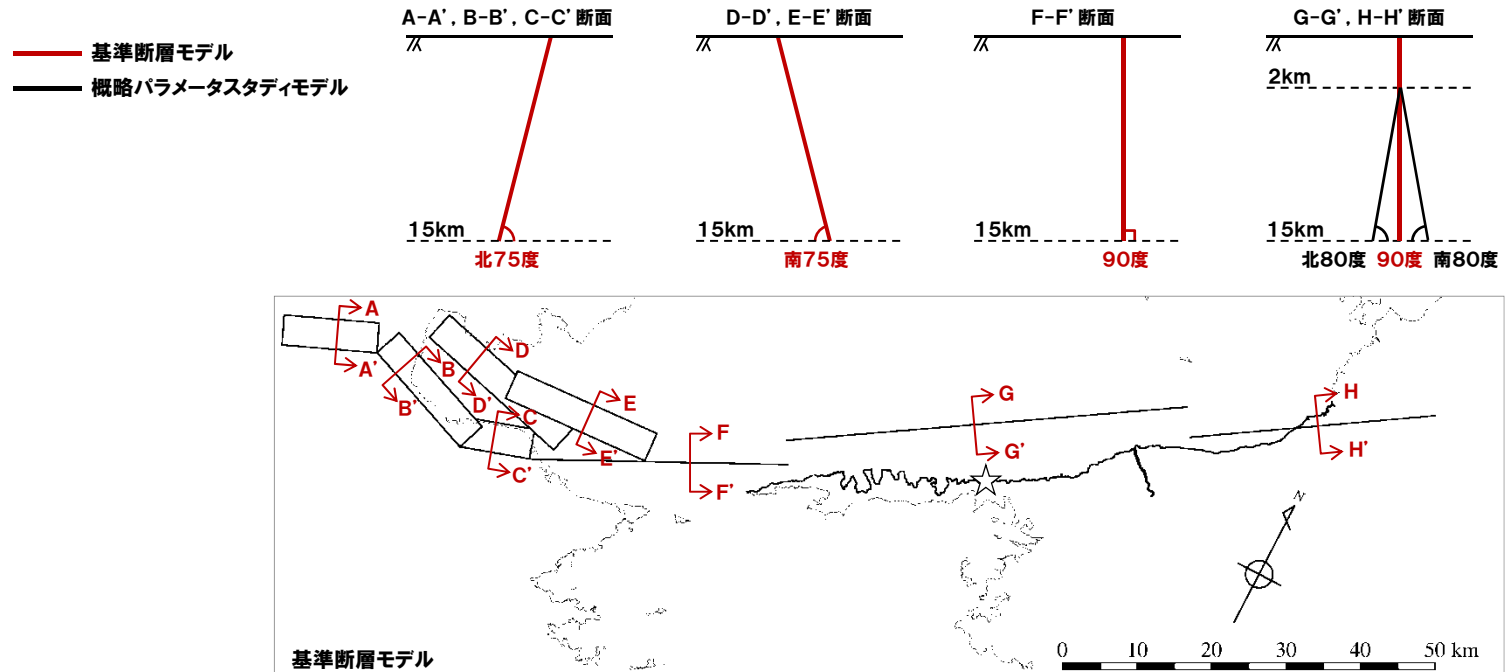 A-A’, B-B’, C-C’断面
D-D’, E-E’断面
F-F’断面
G-G’, H-H’断面
基準断層モデル
概略パラメータスタディモデル
2km
15km
15km
15km
15km
北75度
南75度
90度
北80度 90度 南80度
A
A'
B
B'
C
C'
D
D'
E
E'
F
F'
G
G'
H
H'
N
基準断層モデル
0 10 20 30 40 50 km